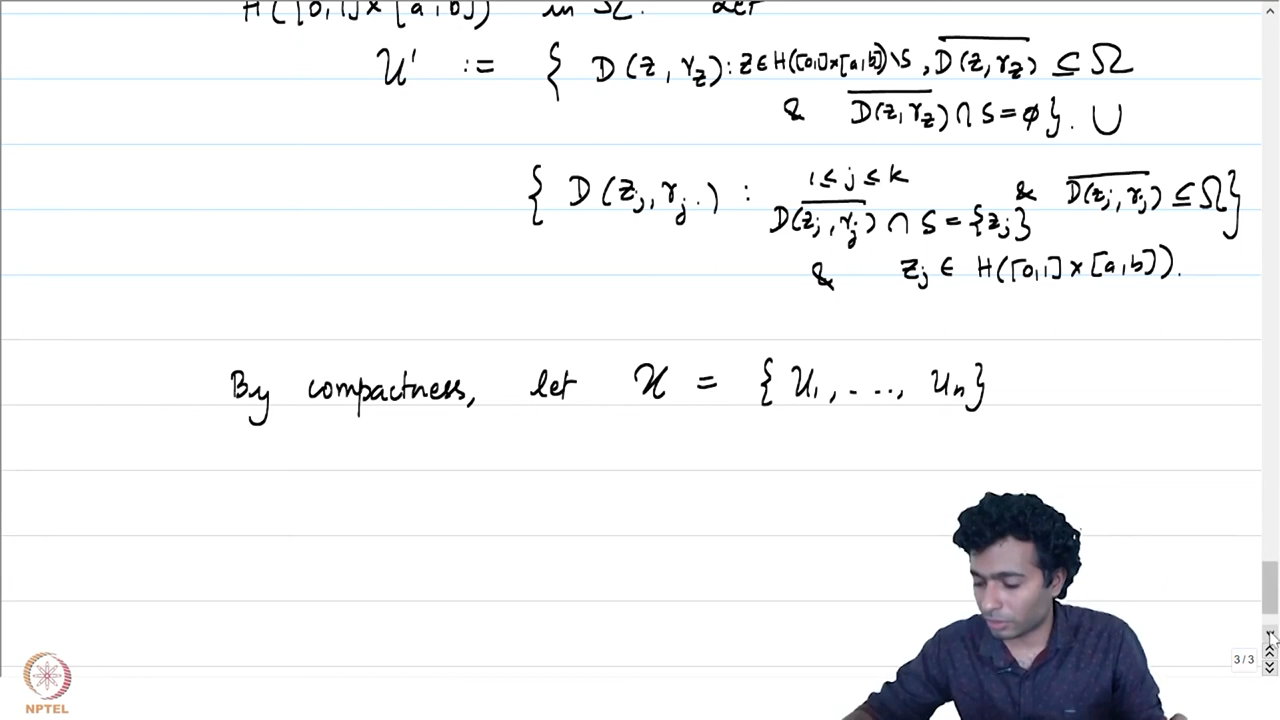 H([0,1]×[a,b]) in Ω. Let
U' := { D(z, r_z) : z ∈ H([0,1]×[a,b]) \ S, \overline{D(z, r_z)} ⊆ Ω
& \overline{D(z, r_z)} ∩ S = φ}. ∪
{ D(z_j, r_j.) : 1 ≤ j ≤ k & \overline{D(z_j, r_j)} ⊆ Ω}
\overline{D(z_j, r_j)} ∩ S = {z_j}
& z_j ∈ H([0,1]×[a,b]).
By compactness, let U = { U_1, ..., U_n}
3 / 3
NPTEL